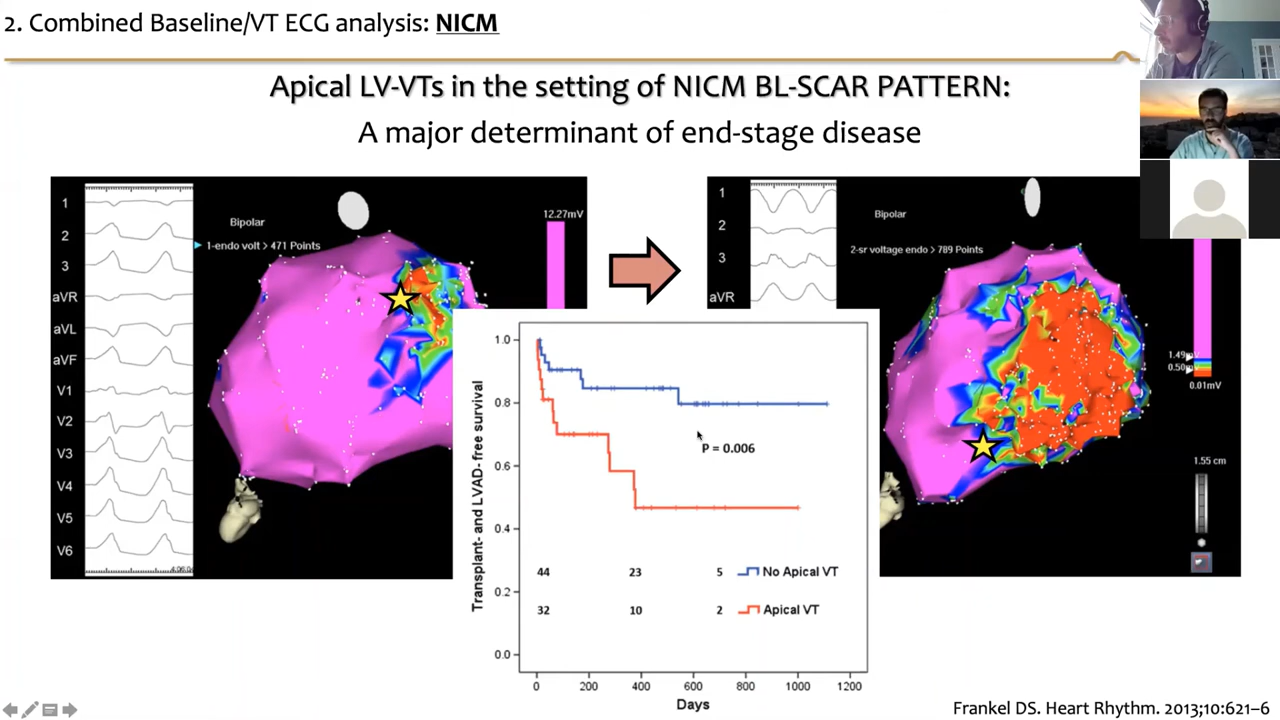 2. Combined Baseline/VT ECG analysis: NICM
Apical LV-VTs in the setting of NICM BL-SCAR PATTERN:
A major determinant of end-stage disease
1
2
3
aVR
aVL
aVF
V1
V2
V3
V4
V5
V6
Bipolar
1-endo volt > 471 Points
12.27mV
1
2
3
aVR
Bipolar
2-sr voltage endo > 789 Points
1.49mV
0.50mV
0.01mV
1.55 cm
Transplant- and LVAD- free survival
1.0
0.8
0.6
0.4
0.2
0.0
P = 0.006
44 23 5 No Apical VT
32 10 2 Apical VT
0 200 400 600 800 1000 1200
Days
Frankel DS. Heart Rhythm. 2013;10:621–6